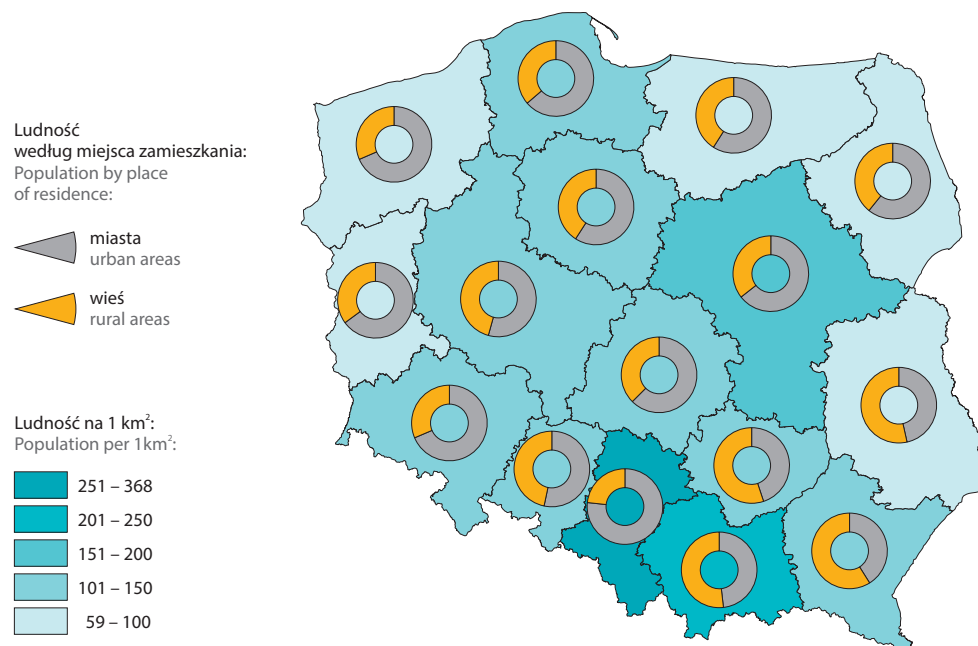 Ludność
według miejsca zamieszkania:
Population by place
of residence:
miasta
urban areas
wieś
rural areas
Ludność na 1 km²:
Population per 1km²:
251 – 368
201 – 250
151 – 200
101 – 150
59 – 100